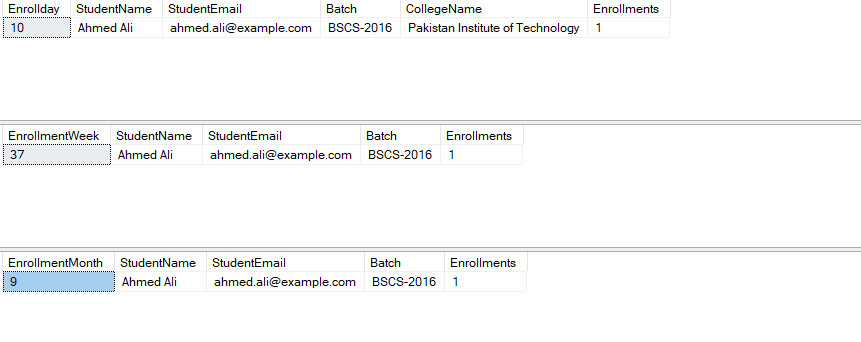 Enrollday StudentName StudentEmail Batch CollegeName Enrollments
10 Ahmed Ali ahmed.ali@example.com BSCS-2016 Pakistan Institute of Technology 1
EnrollmentWeek StudentName StudentEmail Batch Enrollments
37 Ahmed Ali ahmed.ali@example.com BSCS-2016 1
EnrollmentMonth StudentName StudentEmail Batch Enrollments
9 Ahmed Ali ahmed.ali@example.com BSCS-2016 1